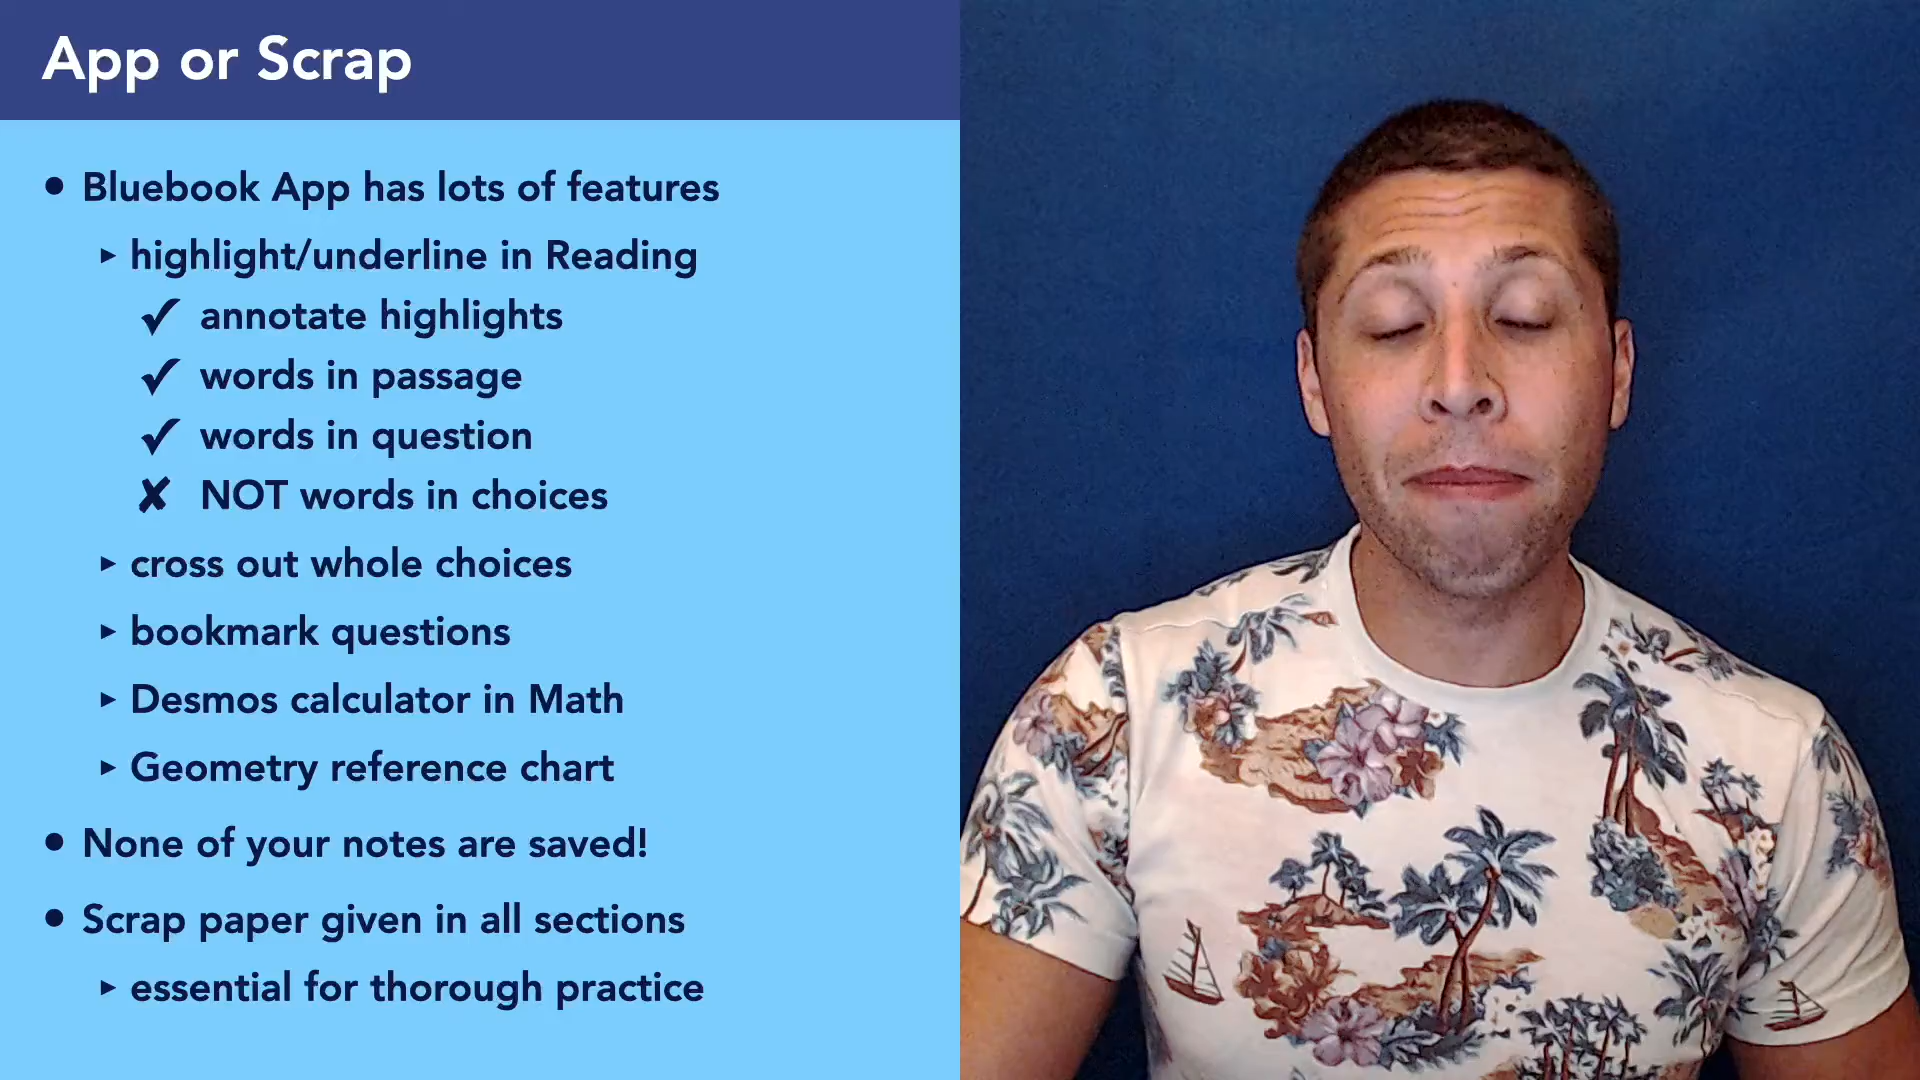 App or Scrap
• Bluebook App has lots of features
▸ highlight/underline in Reading
✓ annotate highlights
✓ words in passage
✓ words in question
✘ NOT words in choices
▸ cross out whole choices
▸ bookmark questions
▸ Desmos calculator in Math
▸ Geometry reference chart
• None of your notes are saved!
• Scrap paper given in all sections
▸ essential for thorough practice